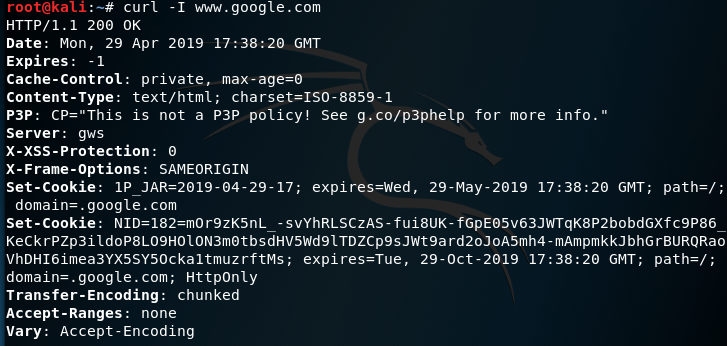 root@kali:~# curl -I www.google.com
HTTP/1.1 200 OK
Date: Mon, 29 Apr 2019 17:38:20 GMT
Expires: -1
Cache-Control: private, max-age=0
Content-Type: text/html; charset=ISO-8859-1
P3P: CP="This is not a P3P policy! See g.co/p3phelp for more info."
Server: gws
X-XSS-Protection: 0
X-Frame-Options: SAMEORIGIN
Set-Cookie: 1P_JAR=2019-04-29-17; expires=Wed, 29-May-2019 17:38:20 GMT; path=/;
 domain=.google.com
Set-Cookie: NID=182=mOr9zK5nL_-svYhRLSCzAS-fui8UK-fGpE05v63JWTqK8P2bobdGXfc9P86_
KeCkrPZp3ildoP8LO9HOlON3m0tbsdHV5Wd9lTDZCp9sJWt9ard2oJoA5mh4-mAmpmkkJbhGrBURQRao
VhDHI6imea3YX5SY5Ocka1tmuzrftMs; expires=Tue, 29-Oct-2019 17:38:20 GMT; path=/;
domain=.google.com; HttpOnly
Transfer-Encoding: chunked
Accept-Ranges: none
Vary: Accept-Encoding